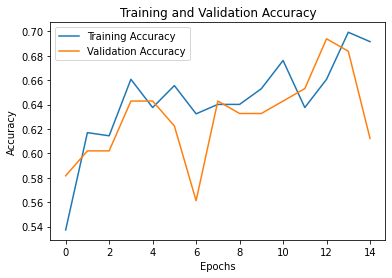 Training and Validation Accuracy
Training Accuracy
Validation Accuracy
0.70
0.68
0.66
0.64
0.62
0.60
0.58
0.56
0.54
Accuracy
0 2 4 6 8 10 12 14
Epochs